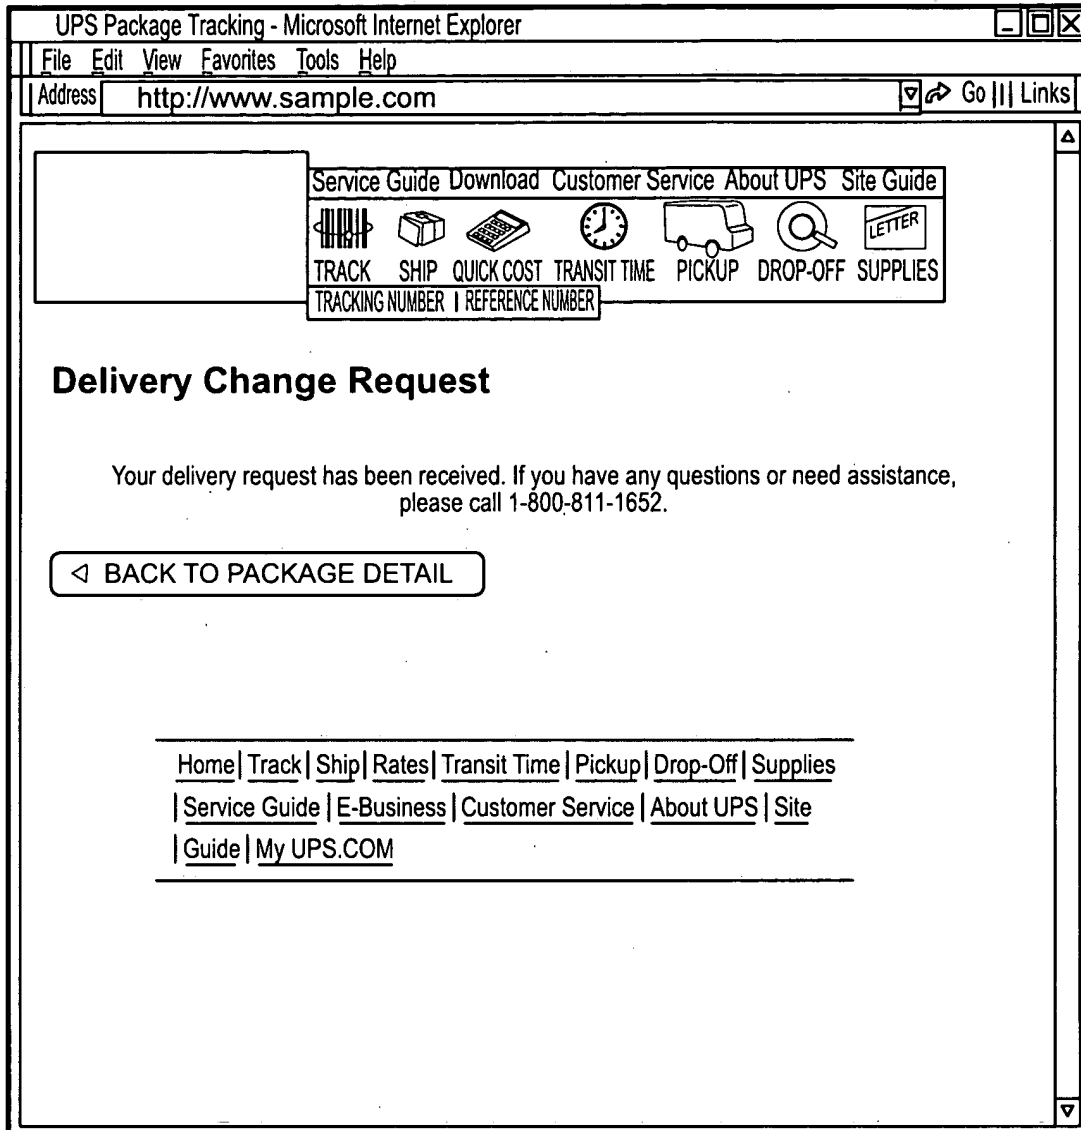 UPS Package Tracking - Microsoft Internet Explorer
File Edit View Favorites Tools Help
Address http://www.sample.com Go Links
Service Guide Download Customer Service About UPS Site Guide
LETTER
TRACK SHIP QUICK COST TRANSIT TIME PICKUP DROP-OFF SUPPLIES
TRACKING NUMBER | REFERENCE NUMBER
Delivery Change Request
Your delivery request has been received. If you have any questions or need assistance,
please call 1-800-811-1652.
BACK TO PACKAGE DETAIL
Home| Track| Ship| Rates| Transit Time | Pickup| Drop-Off | Supplies
| Service Guide | E-Business | Customer Service | About UPS | Site
| Guide | My UPS.COM